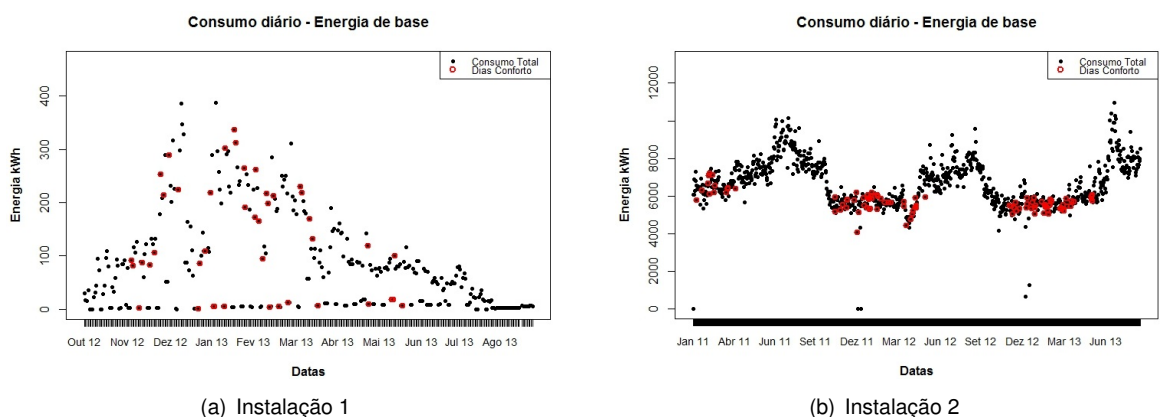 Consumo diário - Energia de base
Consumo Total
Dias Conforto
Energia kWh
400
300
200
100
0
Out 12 Nov 12 Dez 12 Jan 13 Fev 13 Mar 13 Abr 13 Mai 13 Jun 13 Jul 13 Ago 13
Datas
(a) Instalação 1
Consumo diário - Energia de base
Consumo Total
Dias Conforto
Energia kWh
12000
8000
6000
4000
2000
0
Jan 11 Abr 11 Jun 11 Set 11 Dez 11 Mar 12 Jun 12 Set 12 Dez 12 Mar 13 Jun 13
Datas
(b) Instalação 2